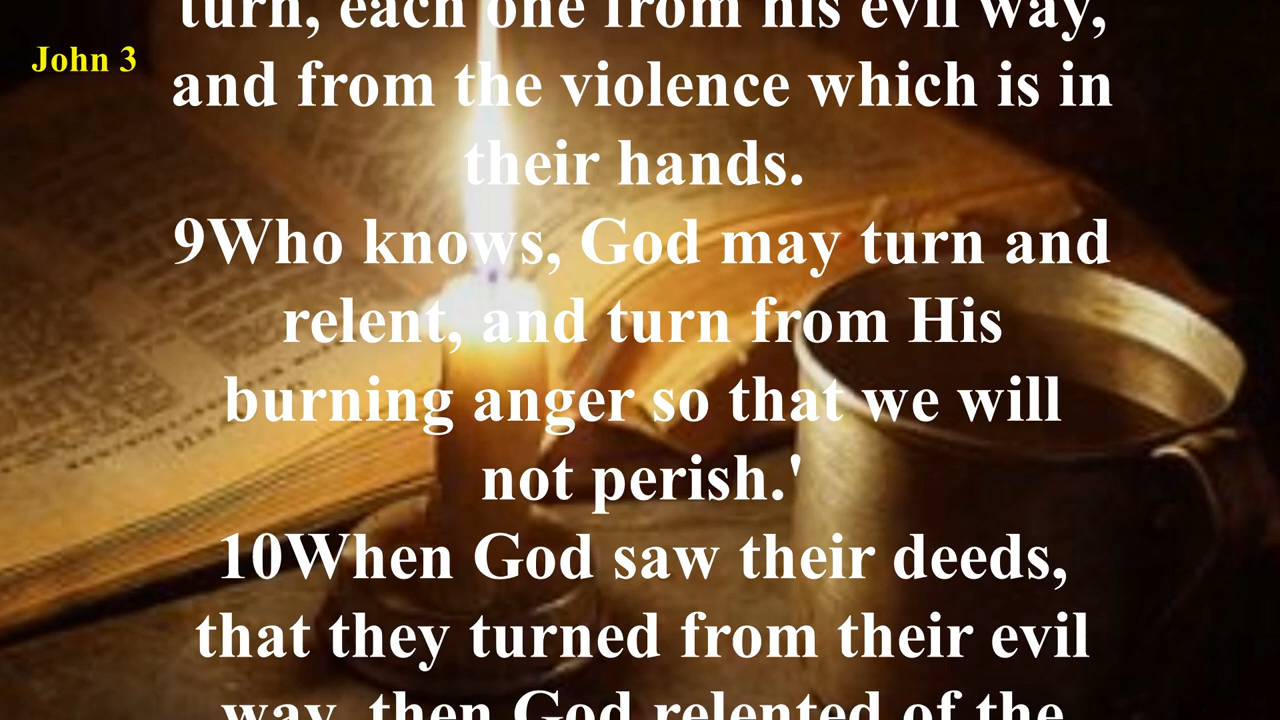 turn, each one from his evil way,
John 3
and from the violence which is in
their hands.
9Who knows, God may turn and
relent, and turn from His
burning anger so that we will
not perish.'
10When God saw their deeds,
that they turned from their evil
way, then God relented of the